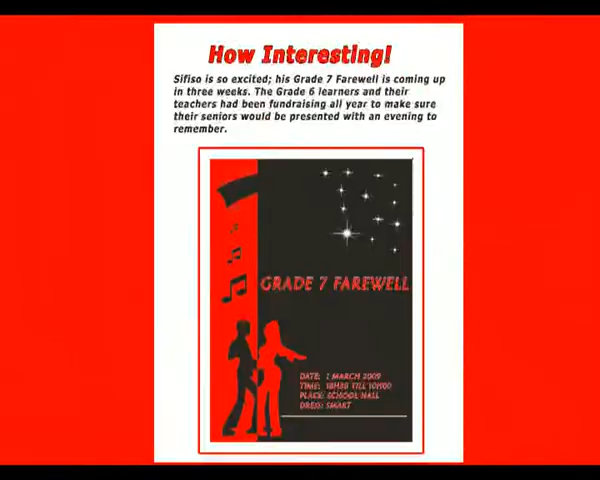 How Interesting!
Sifiso is so excited; his Grade 7 Farewell is coming up
in three weeks. The Grade 6 learners and their
teachers had been fundraising all year to make sure
their seniors would be presented with an evening to
remember.
GRADE 7 FAREWELL
DATE: MARCH 2009
TIME: TILL
PLACE: SCHOOL HALL
DRESS: SMART